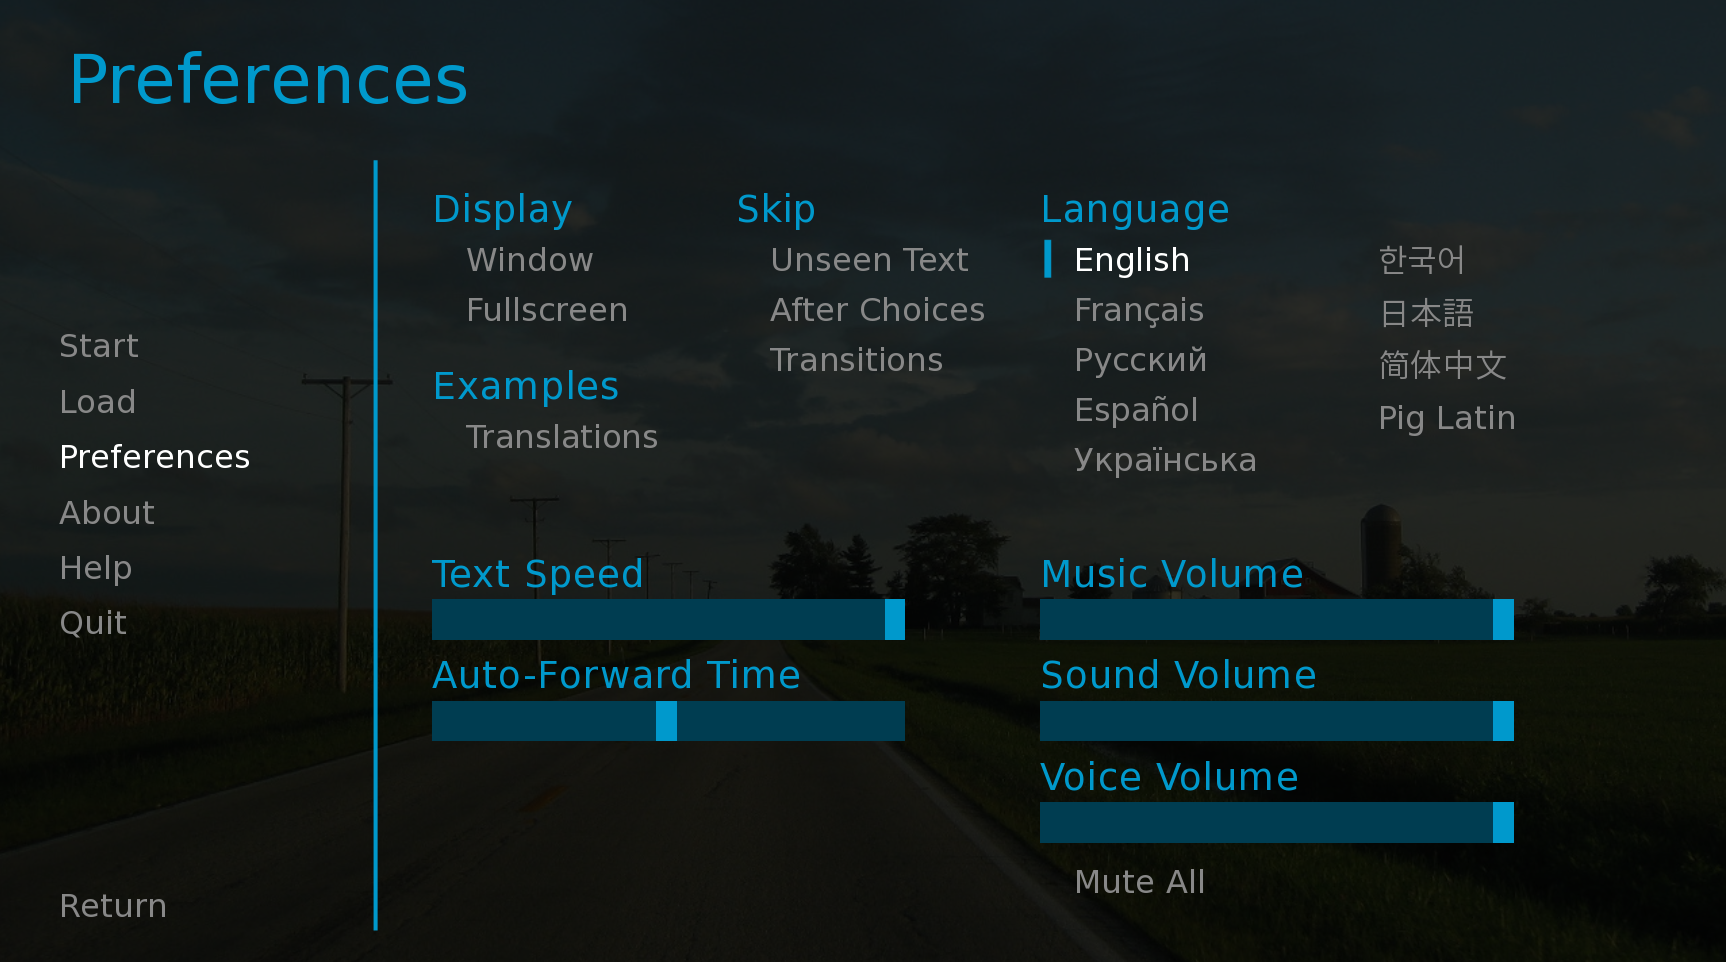 Preferences
Start
Load
Preferences
About
Help
Quit
Return
Display
Window
Fullscreen
Examples
Translations
Skip
Unseen Text
After Choices
Transitions
Language
English
Français
Русский
Español
Українська
한국어
日本語
简体中文
Pig Latin
Text Speed
Auto-Forward Time
Music Volume
Sound Volume
Voice Volume
Mute All